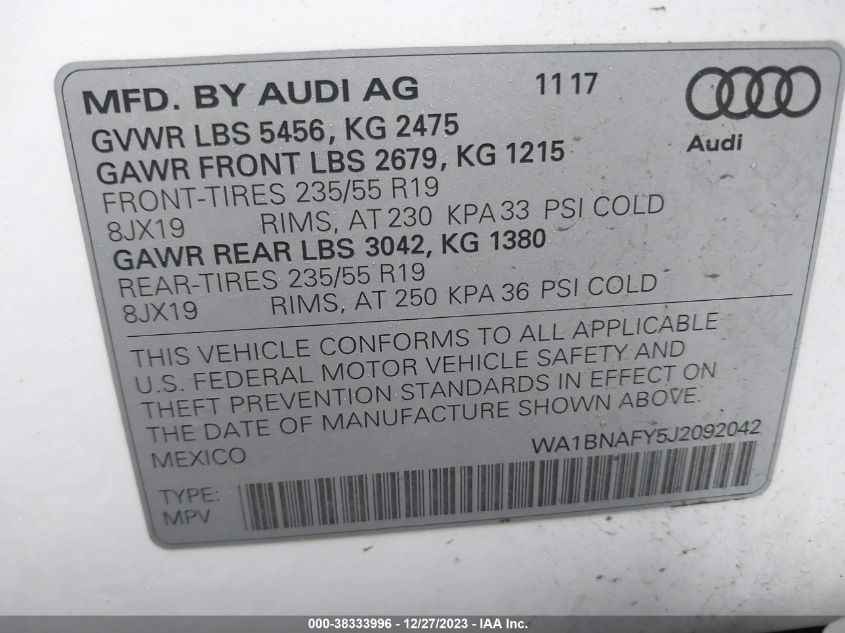 MFD. BY AUDI AG 11 17
Audi
GVWR LBS 5456, KG 2475
GAWR FRONT LBS 2679, KG 1215
FRONT-TIRES 235/55 R19
8JX19 RIMS, AT 230 KPA 33 PSI COLD
GAWR REAR LBS 3042, KG 1380
REAR-TIRES 235/55 R19
8JX19 RIMS, AT 250 KPA 36 PSI COLD
THIS VEHICLE CONFORMS TO ALL APPLICABLE
U.S. FEDERAL MOTOR VEHICLE SAFETY AND
THEFT PREVENTION STANDARDS IN EFFECT ON
THE DATE OF MANUFACTURE SHOWN ABOVE.
MEXICO WA1BNAFY5J2092042
TYPE:
MPV
000-38333996 - 12/27/2023 - IAA Inc.